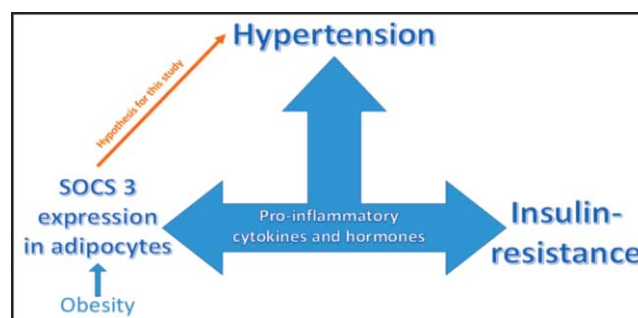 Hypertension
Hypothesis for this study
SOCS 3
expression
in adipocytes
Pro-inflammatory
cytokines and hormones
Insulin-
resistance
Obesity